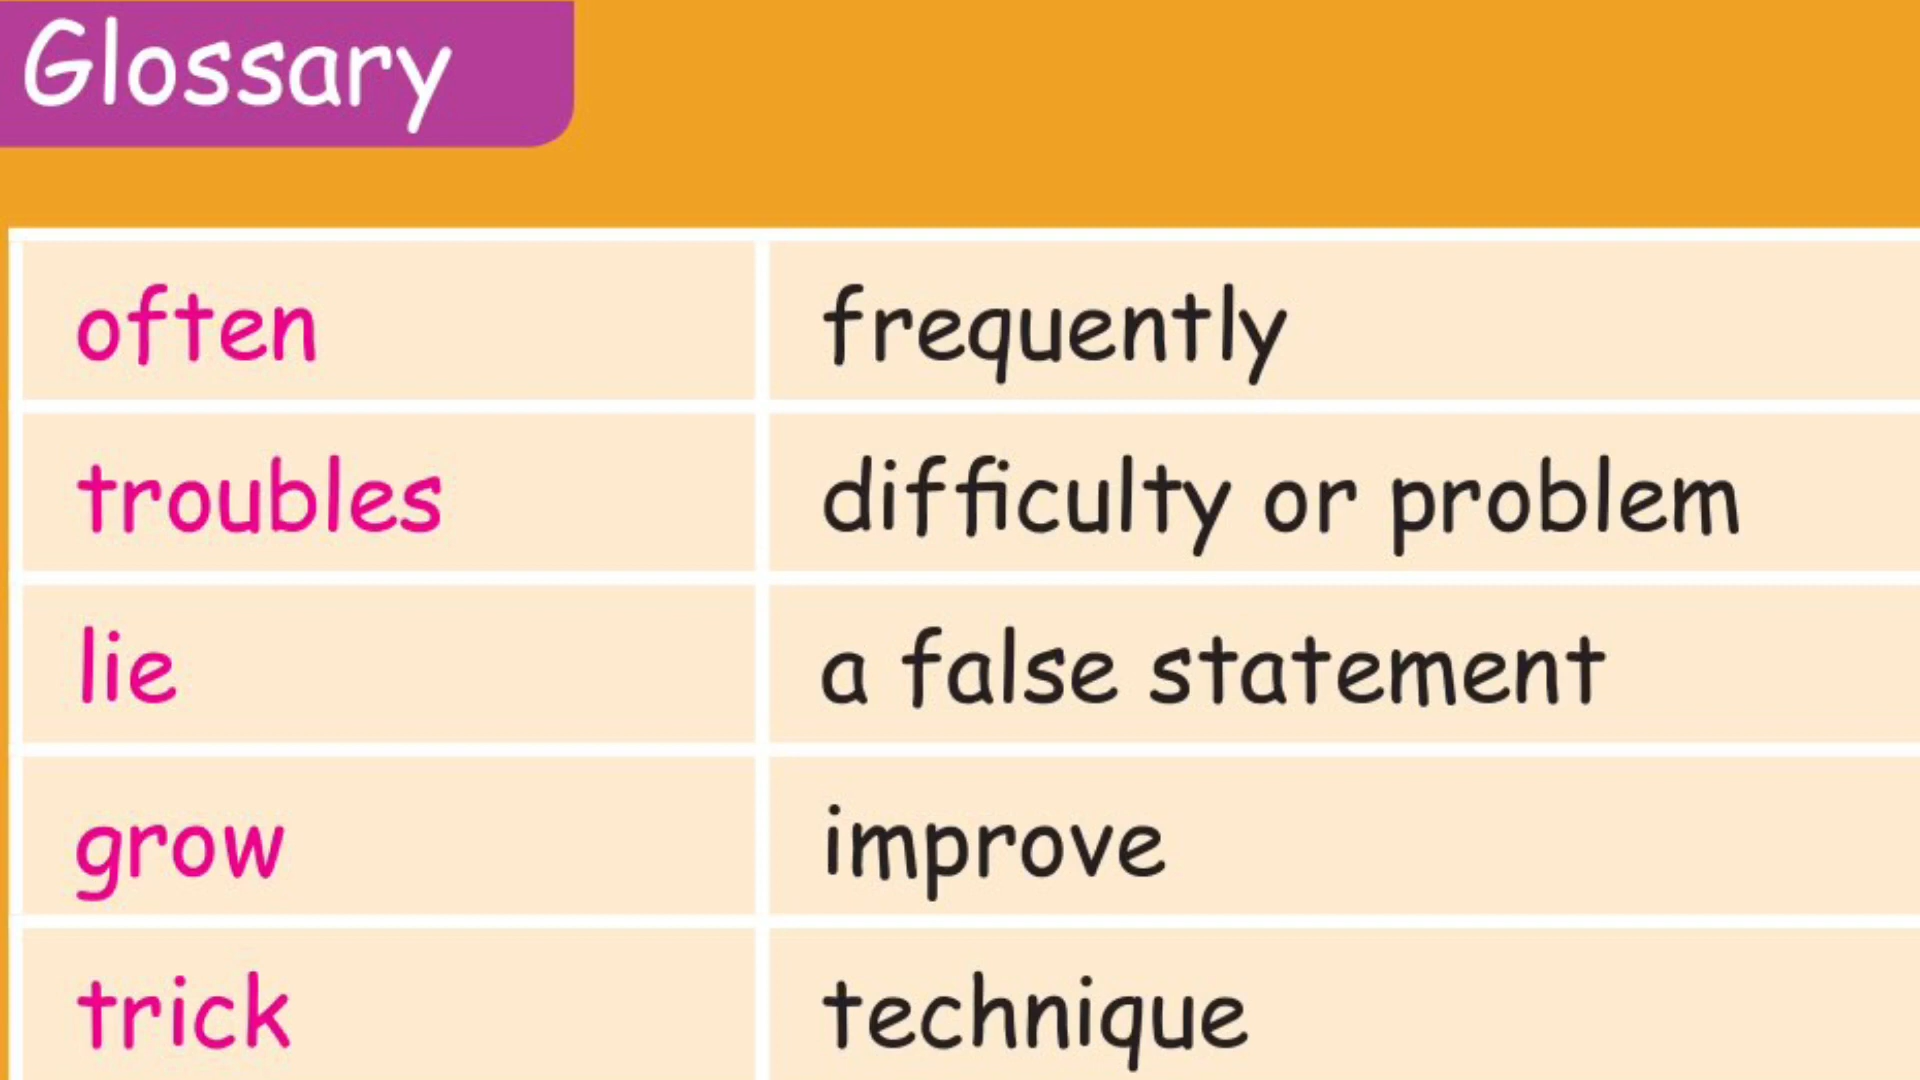 Glossary
often frequently
troubles difficulty or problem
lie a false statement
grow improve
trick technique